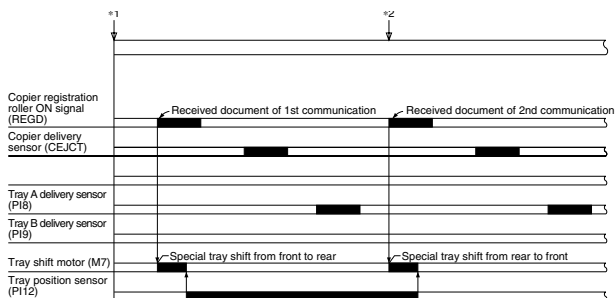 *1
*2
Copier registration
roller ON signal
(REGD)
Received document of 1st communication
Received document of 2nd communication
Copier delivery
sensor (CEJCT)
Tray A delivery sensor
(PI8)
Tray B delivery sensor
(PI9)
Tray shift motor (M7)
Special tray shift from front to rear
Special tray shift from rear to front
Tray position sensor
(PI12)